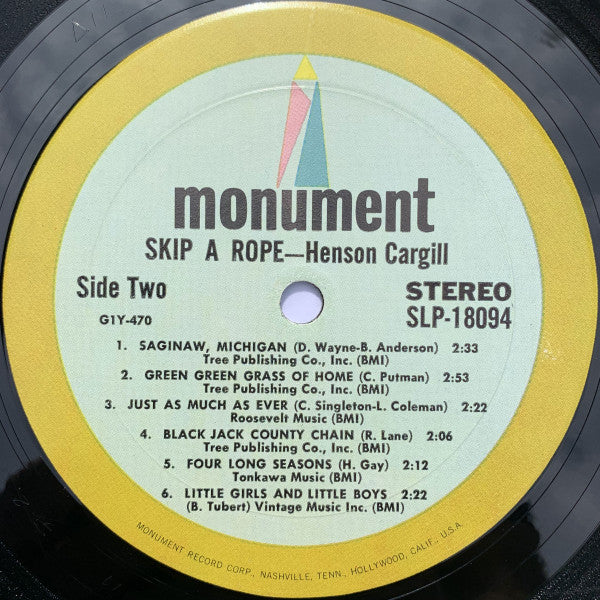 monument
SKIP A ROPE—Henson Cargill
Side Two
STEREO
G1Y-470
SLP-18094
1. SAGINAW, MICHIGAN (D. Wayne-B. Anderson) 2:33
Tree Publishing Co., Inc. (BMI)
2. GREEN GREEN GRASS OF HOME (C. Putman) 2:53
Tree Publishing Co., Inc. (BMI)
3. JUST AS MUCH AS EVER (C. Singleton-L. Coleman) 2:22
Roosevelt Music (BMI)
4. BLACK JACK COUNTY CHAIN (R. Lane) 2:06
Tree Publishing Co., Inc. (BMI)
5. FOUR LONG SEASONS (H. Gay) 2:12
Tonkawa Music (BMI)
6. LITTLE GIRLS AND LITTLE BOYS 2:22
(B. Tubert) Vintage Music Inc. (BMI)
MONUMENT RECORD CORP., NASHVILLE, TENN., HOLLYWOOD, CALIF., U.S.A.